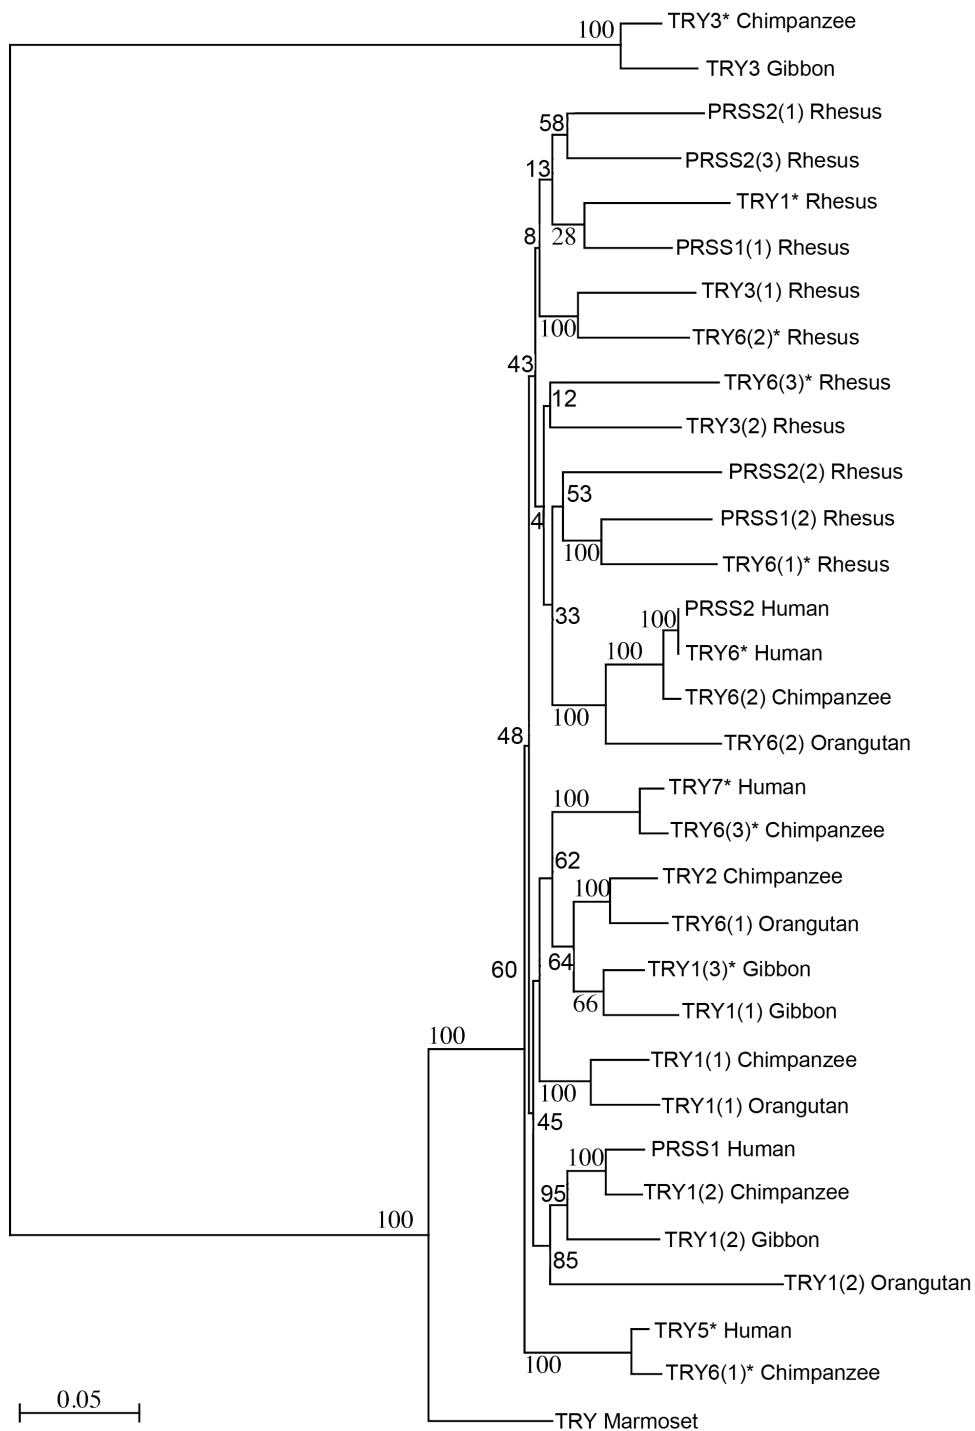 TRY3* Chimpanzee
100
TRY3 Gibbon
PRSS2(1) Rhesus
58
PRSS2(3) Rhesus
13
TRY1* Rhesus
8
28
PRSS1(1) Rhesus
TRY3(1) Rhesus
100
TRY6(2)* Rhesus
43
TRY6(3)* Rhesus
12
TRY3(2) Rhesus
PRSS2(2) Rhesus
53
4
PRSS1(2) Rhesus
100
TRY6(1)* Rhesus
PRSS2 Human
33
100
100
TRY6* Human
TRY6(2) Chimpanzee
100
48
TRY6(2) Orangutan
TRY7* Human
100
TRY6(3)* Chimpanzee
62
TRY2 Chimpanzee
100
TRY6(1) Orangutan
60
64
TRY1(3)* Gibbon
66
TRY1(1) Gibbon
100
TRY1(1) Chimpanzee
100
TRY1(1) Orangutan
45
PRSS1 Human
100
95
TRY1(2) Chimpanzee
100
TRY1(2) Gibbon
85
TRY1(2) Orangutan
TRY5* Human
100
TRY6(1)* Chimpanzee
0.05
TRY Marmoset